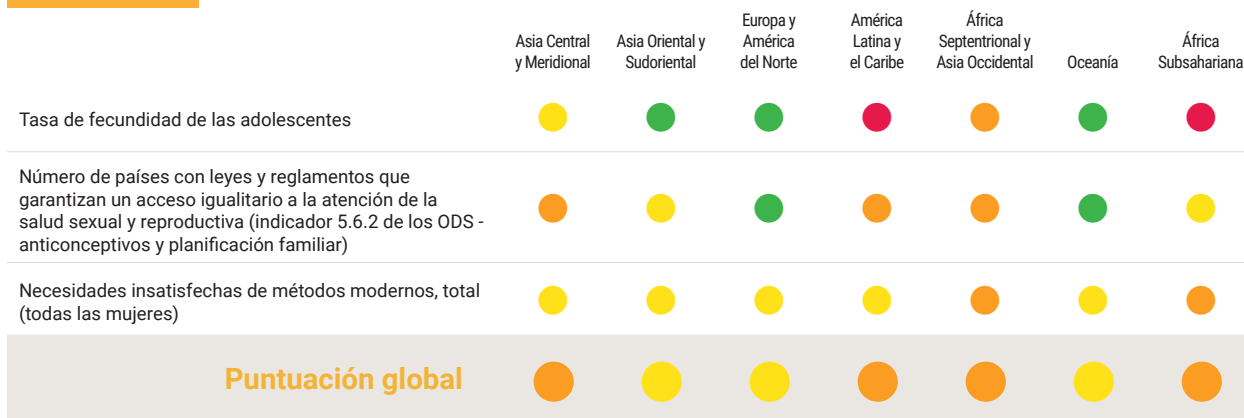 Asia Central
y Meridional
Asia Oriental y
Sudoriental
Europa y
América
del Norte
América
Latina y
el Caribe
África
Septentrional y
Asia Occidental
Oceanía
África
Subsahariana
Tasa de fecundidad de las adolescentes
Número de países con leyes y reglamentos que
garantizan un acceso igualitario a la atención de la
salud sexual y reproductiva (indicador 5.6.2 de los ODS -
anticonceptivos y planificación familiar)
Necesidades insatisfechas de métodos modernos, total
(todas las mujeres)
Puntuación global